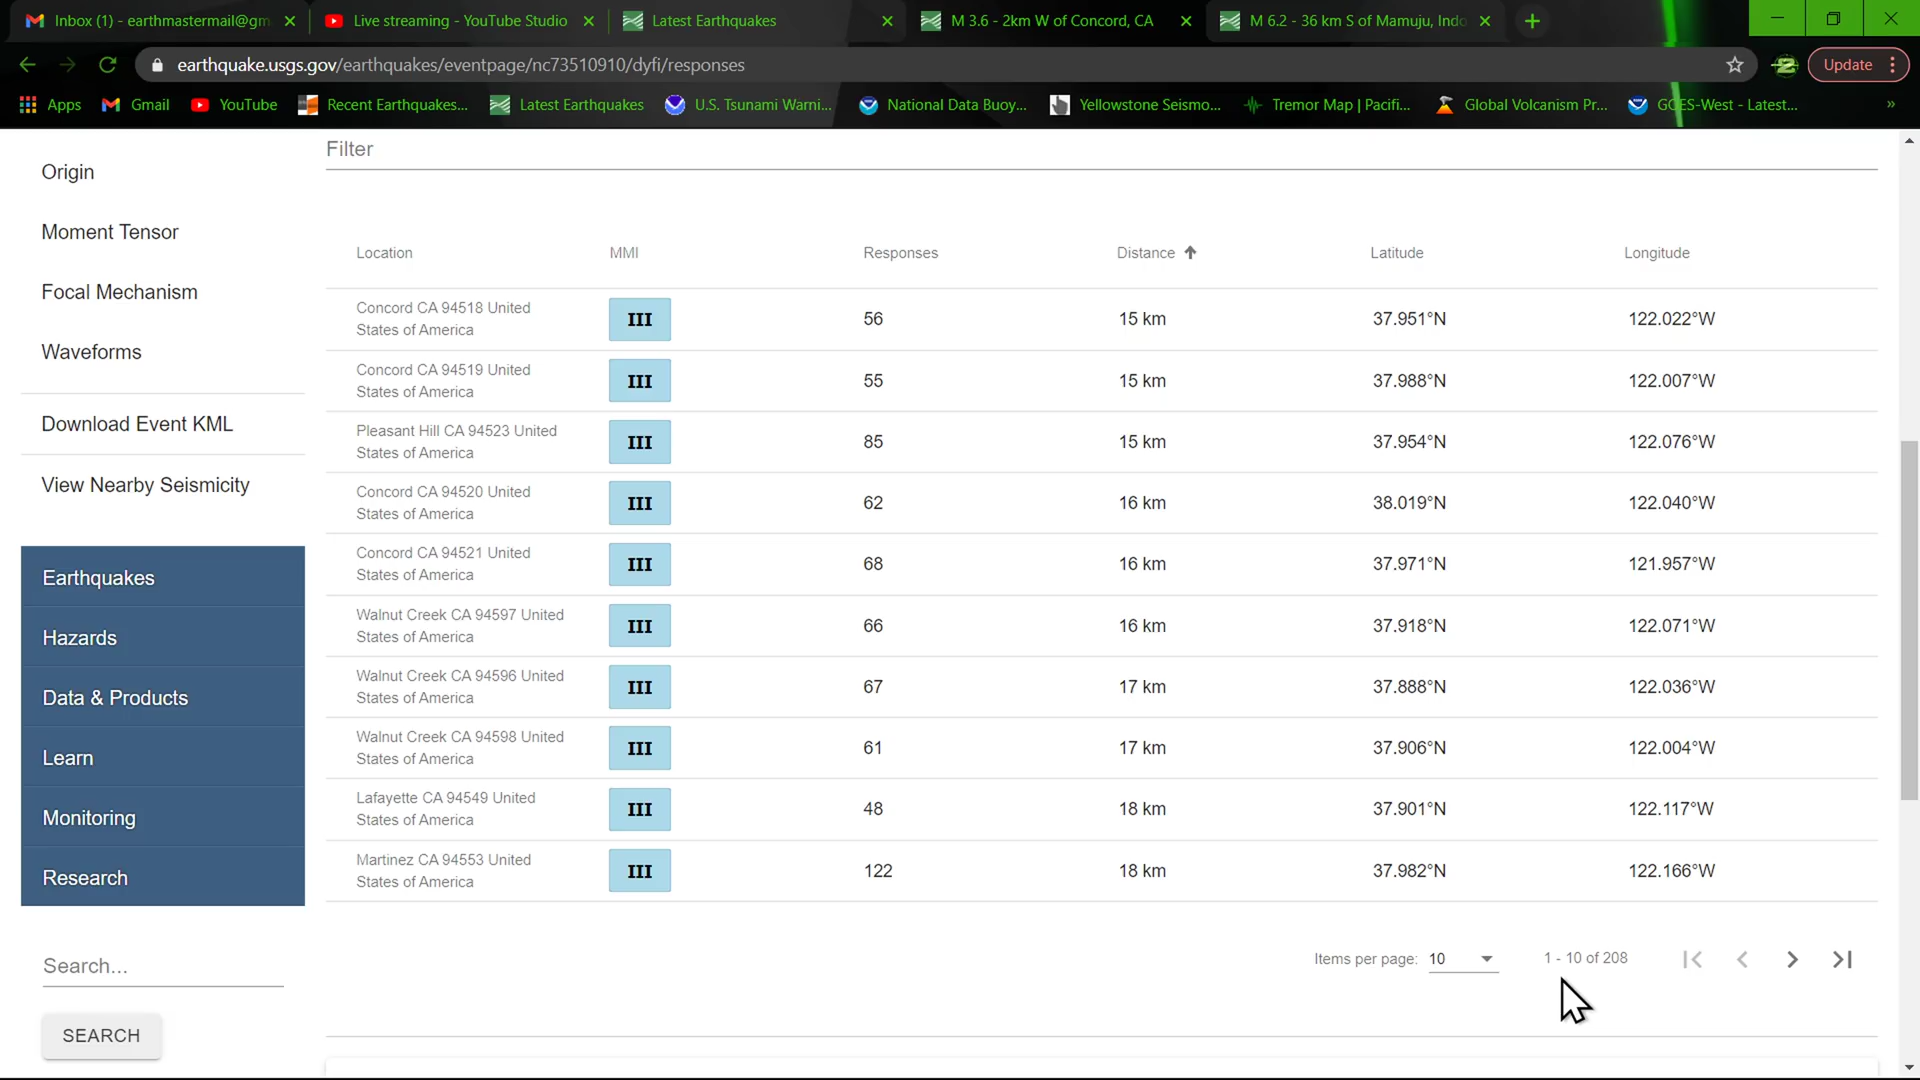 Inbox (1) - earthmastermail@gm
Live streaming - YouTube Studio
Latest Earthquakes
M 3.6 - 2km W of Concord, CA
M 6.2 - 36 km S of Mamuju, Indo
earthquake.usgs.gov/earthquakes/eventpage/nc73510910/dyfi/responses
Update
Apps
Gmail
YouTube
Recent Earthquakes...
Latest Earthquakes
U.S. Tsunami Warni...
National Data Buoy...
Yellowstone Seismo...
Tremor Map | Pacifi...
Global Volcanism Pr...
GOES-West - Latest...
»
Origin
Moment Tensor
Focal Mechanism
Waveforms
Download Event KML
View Nearby Seismicity
Earthquakes
Hazards
Data & Products
Learn
Monitoring
Research
Search...
SEARCH
Filter
Location MMI Responses Distance Latitude Longitude
Concord CA 94518 United
States of America
III 56 15 km 37.951°N 122.022°W
Concord CA 94519 United
States of America
III 55 15 km 37.988°N 122.007°W
Pleasant Hill CA 94523 United
States of America
III 85 15 km 37.954°N 122.076°W
Concord CA 94520 United
States of America
III 62 16 km 38.019°N 122.040°W
Concord CA 94521 United
States of America
III 68 16 km 37.971°N 121.957°W
Walnut Creek CA 94597 United
States of America
III 66 16 km 37.918°N 122.071°W
Walnut Creek CA 94596 United
States of America
III 67 17 km 37.888°N 122.036°W
Walnut Creek CA 94598 United
States of America
III 61 17 km 37.906°N 122.004°W
Lafayette CA 94549 United
States of America
III 48 18 km 37.901°N 122.117°W
Martinez CA 94553 United
States of America
III 122 18 km 37.982°N 122.166°W
Items per page: 10 1 - 10 of 208